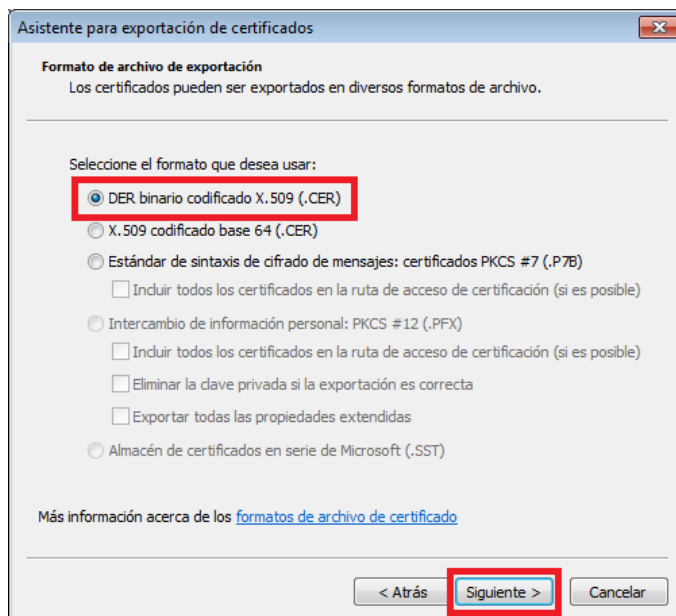 Asistente para exportación de certificados
Formato de archivo de exportación
Los certificados pueden ser exportados en diversos formatos de archivo.
Seleccione el formato que desea usar:
DER binario codificado X.509 (.CER)
X.509 codificado base 64 (.CER)
Estándar de sintaxis de cifrado de mensajes: certificados PKCS #7 (.P7B)
Incluir todos los certificados en la ruta de acceso de certificación (si es posible)
Intercambio de información personal: PKCS #12 (.PFX)
Incluir todos los certificados en la ruta de acceso de certificación (si es posible)
Eliminar la clave privada si la exportación es correcta
Exportar todas las propiedades extendidas
Almacén de certificados en serie de Microsoft (.SST)
Más información acerca de los formatos de archivo de certificado
< Atrás Siguiente > Cancelar